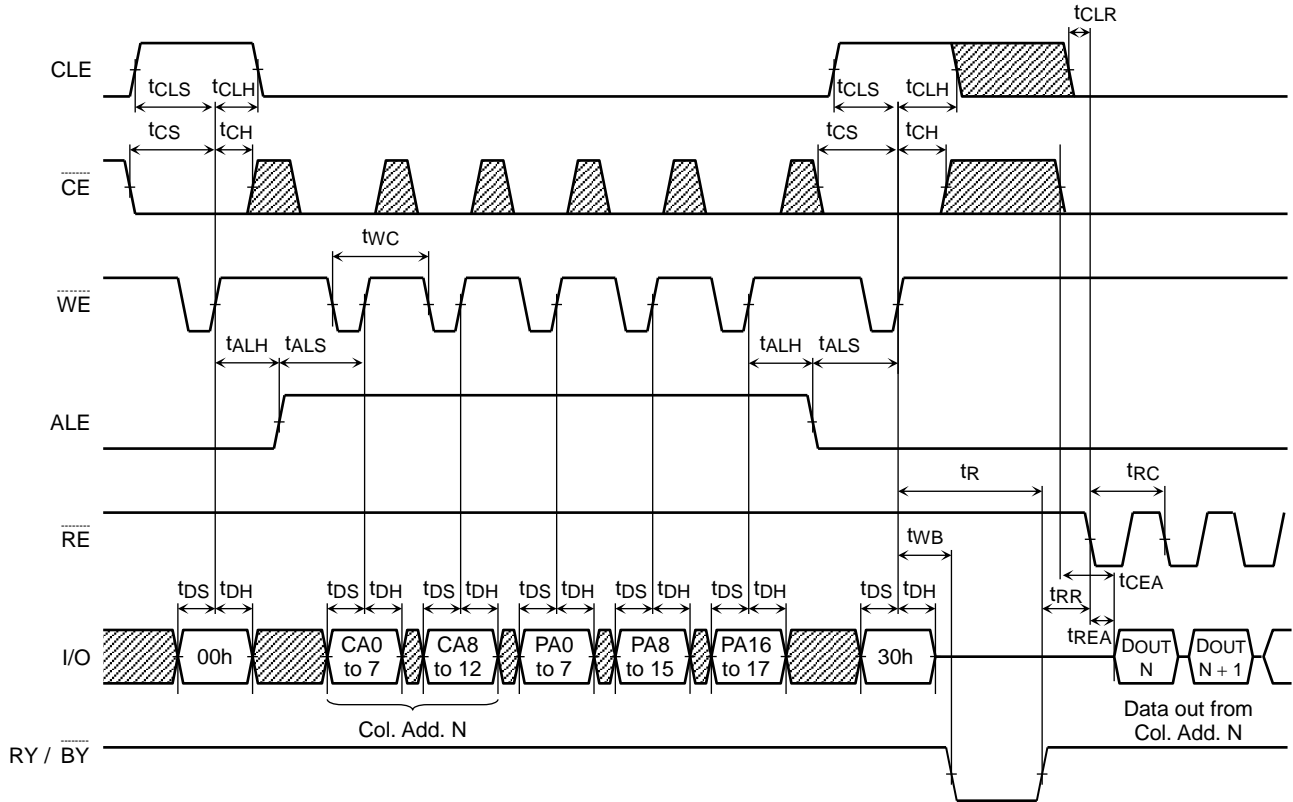 tCLR
CLE
tCLS tCLH tCLS tCLH
tCS tCH tCS tCH
CE
tWC
WE
tALH tALS tALH tALS
ALE
tR tRC
RE
tWB
tDS tDH tDS tDH tDS tDH tDS tDH tDS tDH tDS tDH tDS tDH tCEA
tRR
tREA
I/O 00h CA0 to 7 CA8 to 12 PA0 to 7 PA8 to 15 PA16 to 17 30h DOUT N DOUT N + 1
Col. Add. N
Data out from
Col. Add. N
RY / BY